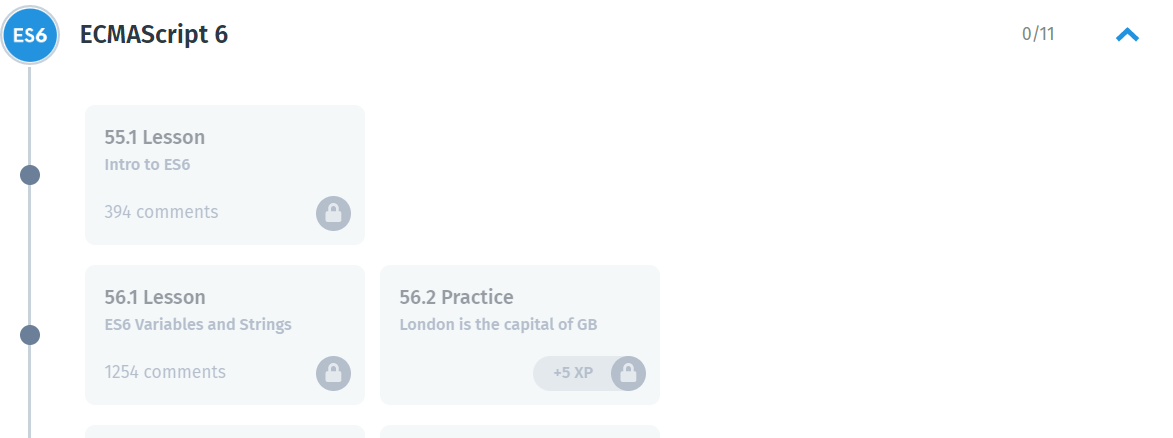 ES6 ECMAScript 6 0/11
55.1 Lesson
Intro to ES6
394 comments
56.1 Lesson
ES6 Variables and Strings
1254 comments
56.2 Practice
London is the capital of GB
+5 XP